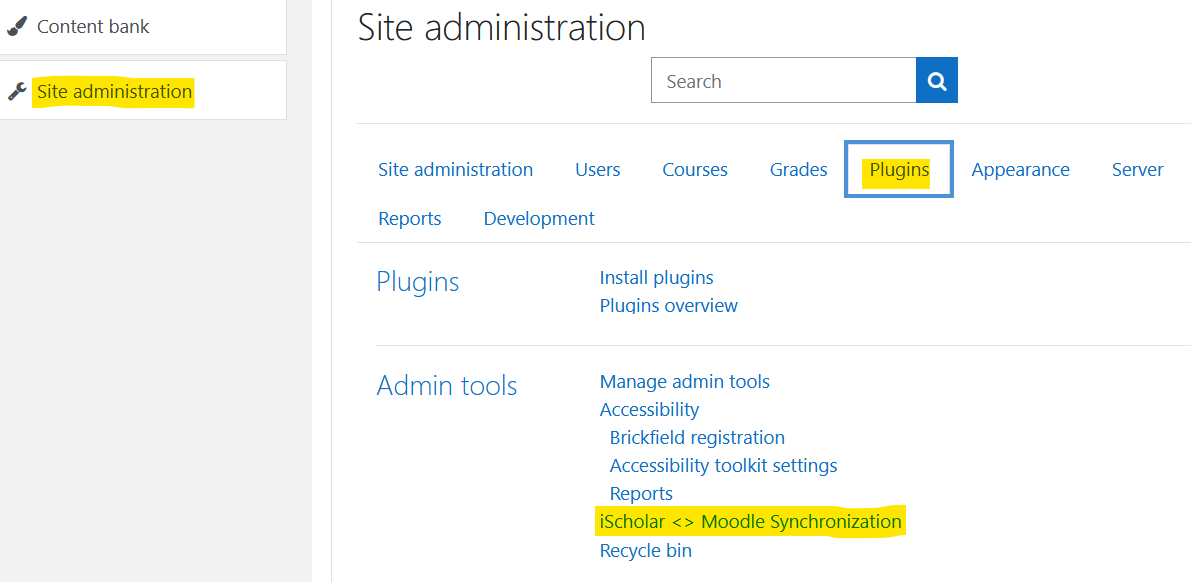 Content bank
Site administration
Site administration
Search
Site administration Users Courses Grades Plugins Appearance Server
Reports Development
Plugins
Install plugins
Plugins overview
Admin tools
Manage admin tools
Accessibility
Brickfield registration
Accessibility toolkit settings
Reports
iScholar <> Moodle Synchronization
Recycle bin